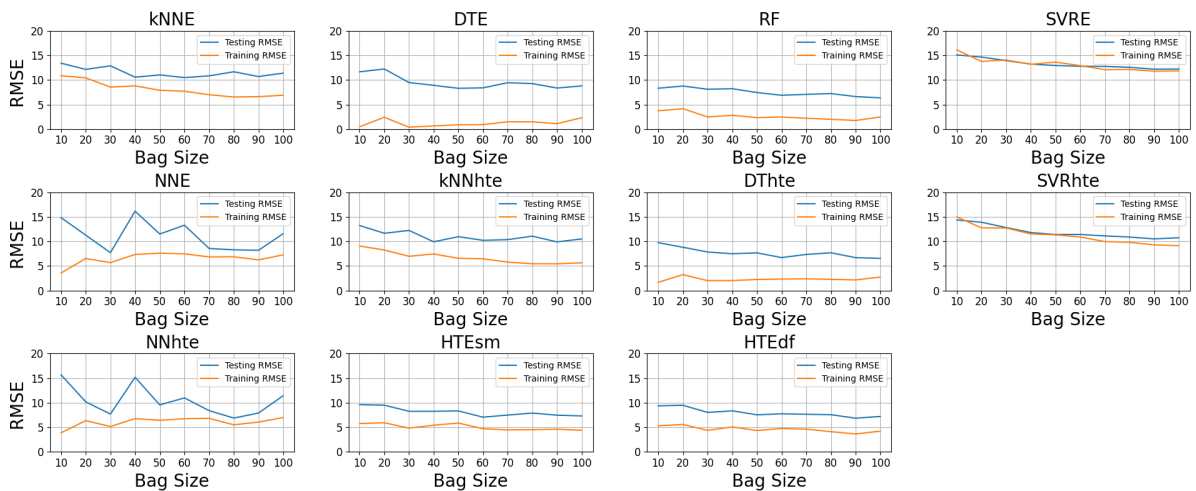 kNNE DTE RF SVRE
RMSE
20 15 10 5 0
Testing RMSE
Training RMSE
10 20 30 40 50 60 70 80 90 100
Bag Size
20 15 10 5 0
Testing RMSE
Training RMSE
10 20 30 40 50 60 70 80 90 100
Bag Size
20 15 10 5 0
Testing RMSE
Training RMSE
10 20 30 40 50 60 70 80 90 100
Bag Size
20 15 10 5 0
Testing RMSE
Training RMSE
10 20 30 40 50 60 70 80 90 100
Bag Size
NNE kNNhte DThte SVRhte
RMSE
20 15 10 5 0
Testing RMSE
Training RMSE
10 20 30 40 50 60 70 80 90 100
Bag Size
20 15 10 5 0
Testing RMSE
Training RMSE
10 20 30 40 50 60 70 80 90 100
Bag Size
20 15 10 5 0
Testing RMSE
Training RMSE
10 20 30 40 50 60 70 80 90 100
Bag Size
20 15 10 5 0
Testing RMSE
Training RMSE
10 20 30 40 50 60 70 80 90 100
Bag Size
NNhte HTEsm HTEdf
RMSE
20 15 10 5 0
Testing RMSE
Training RMSE
10 20 30 40 50 60 70 80 90 100
Bag Size
20 15 10 5 0
Testing RMSE
Training RMSE
10 20 30 40 50 60 70 80 90 100
Bag Size
20 15 10 5 0
Testing RMSE
Training RMSE
10 20 30 40 50 60 70 80 90 100
Bag Size